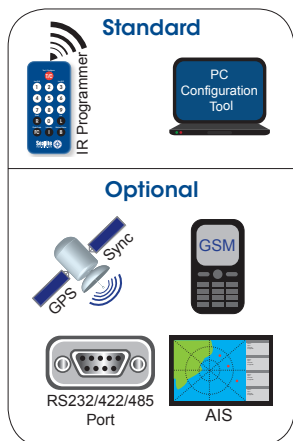 Standard
IR Programmer
PC
Configuration
Tool
Optional
GPS
Sync
GSM
RS232/422/485
Port
AIS